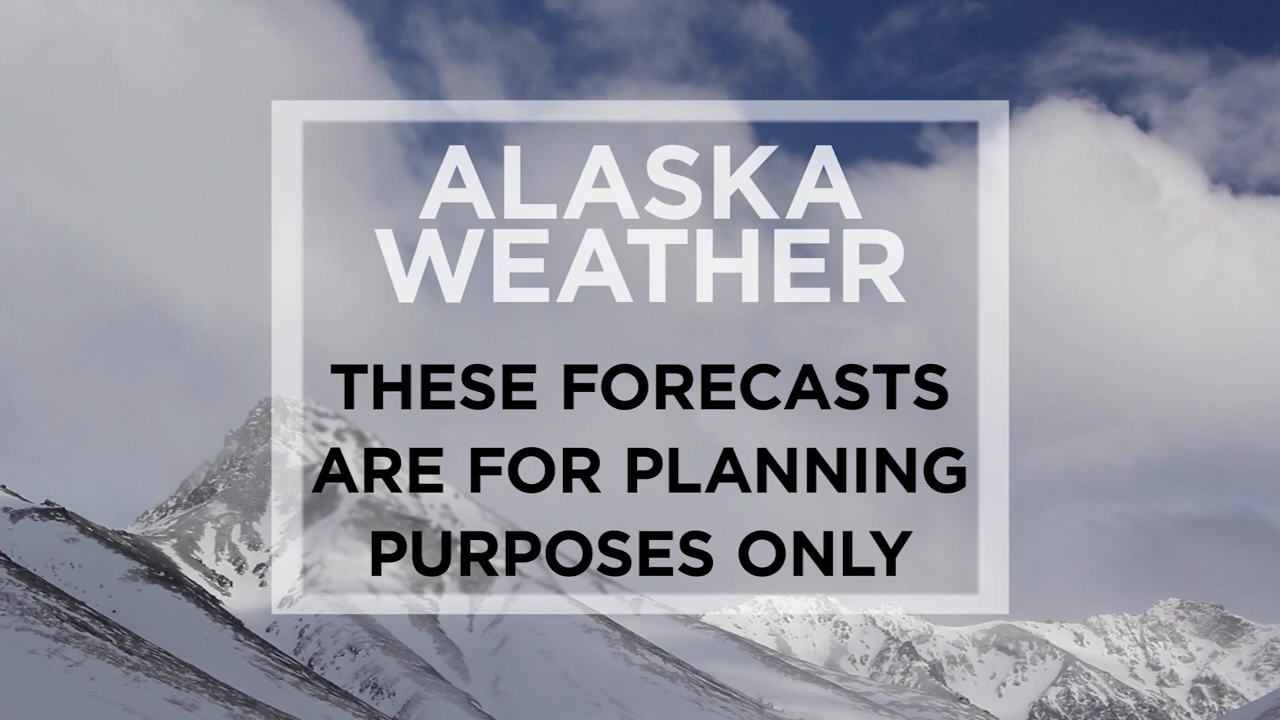 ALASKA
WEATHER
THESE FORECASTS
ARE FOR PLANNING
PURPOSES ONLY